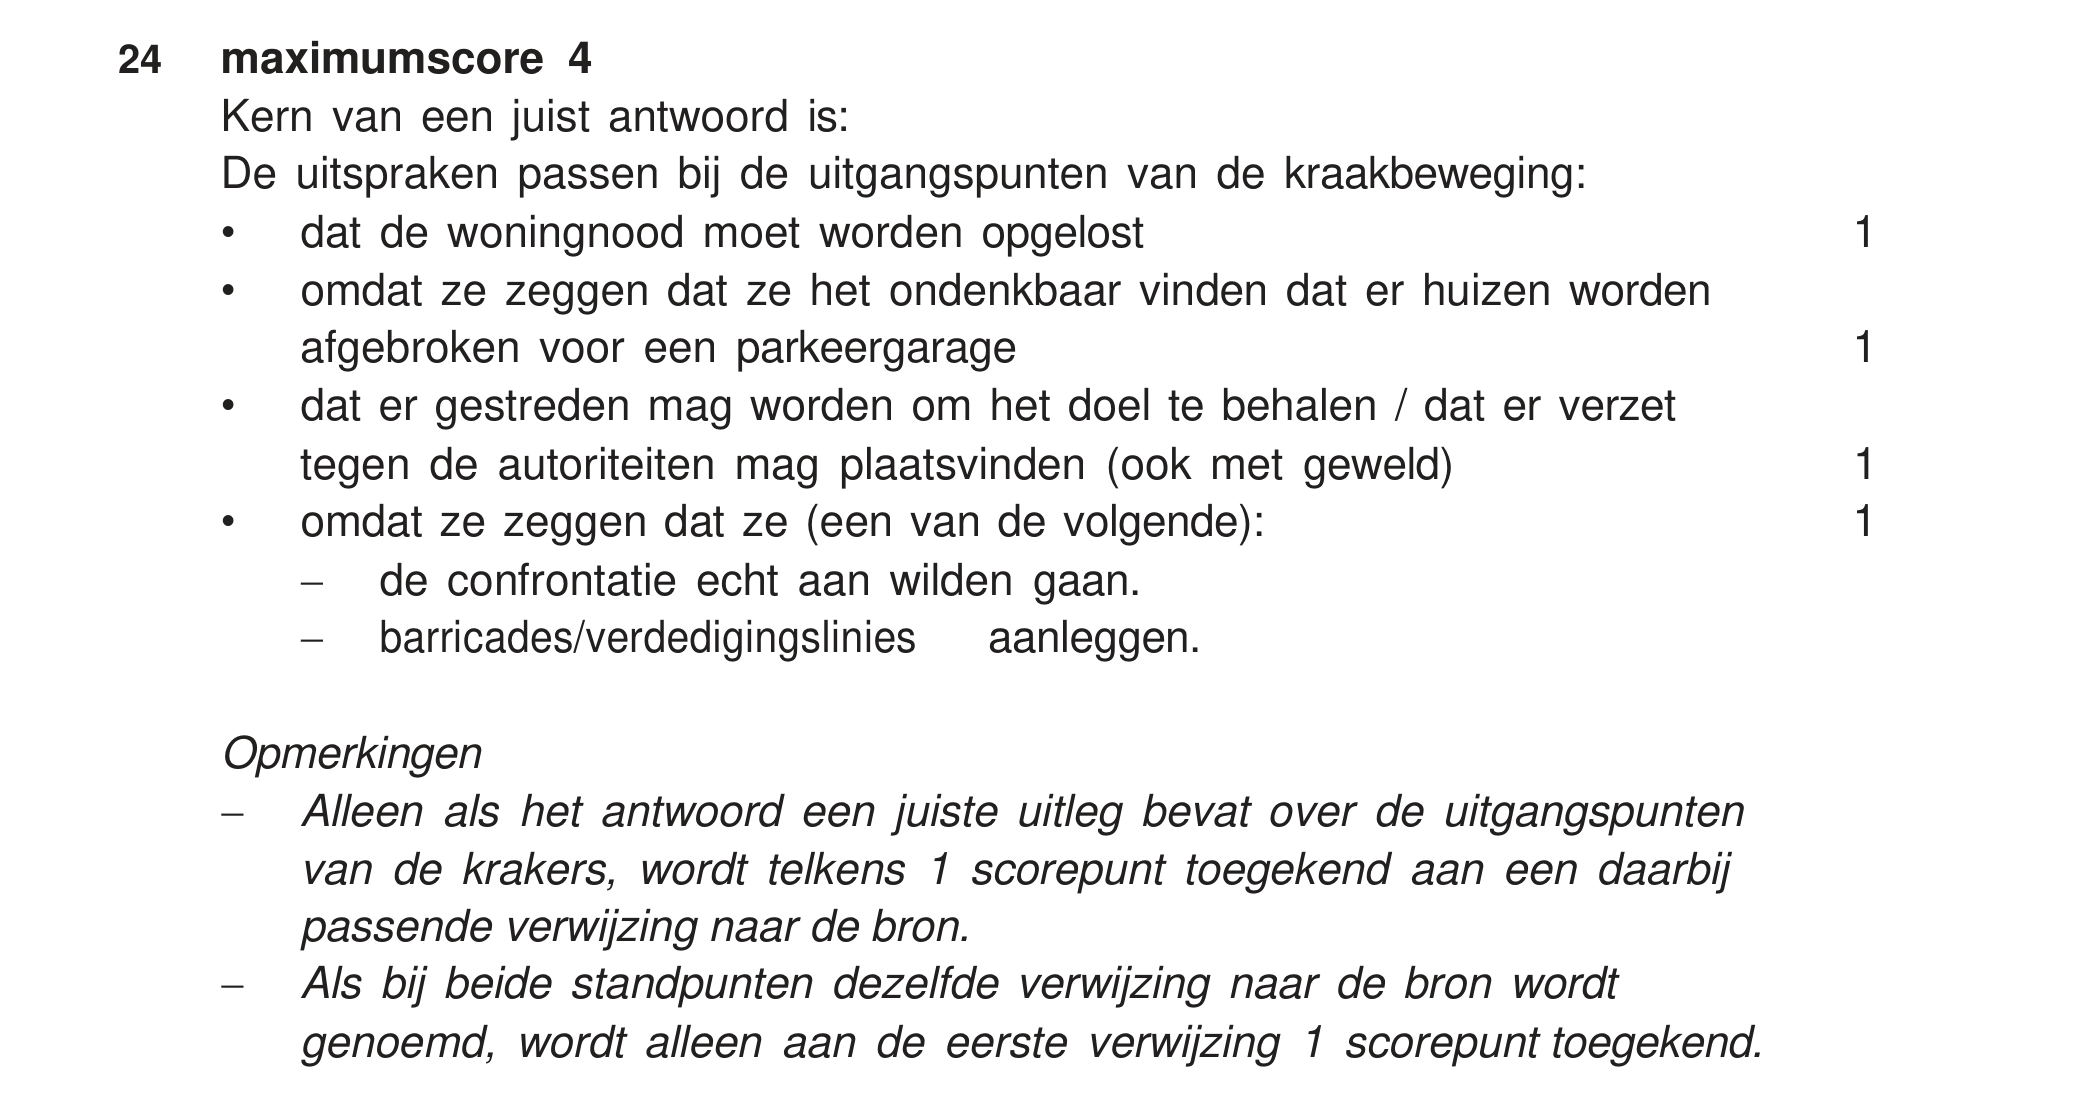 24 maximumscore 4
Kern van een juist antwoord is:
De uitspraken passen bij de uitgangspunten van de kraakbeweging:
• dat de woningnood moet worden opgelost 1
• omdat ze zeggen dat ze het ondenkbaar vinden dat er huizen worden
afgebroken voor een parkeergarage 1
• dat er gestreden mag worden om het doel te behalen / dat er verzet
tegen de autoriteiten mag plaatsvinden (ook met geweld) 1
• omdat ze zeggen dat ze (een van de volgende): 1
– de confrontatie echt aan wilden gaan.
– barricades/verdedigingslinies aanleggen.
Opmerkingen
– Alleen als het antwoord een juiste uitleg bevat over de uitgangspunten
van de krakers, wordt telkens 1 scorepunt toegekend aan een daarbij
passende verwijzing naar de bron.
– Als bij beide standpunten dezelfde verwijzing naar de bron wordt
genoemd, wordt alleen aan de eerste verwijzing 1 scorepunt toegekend.